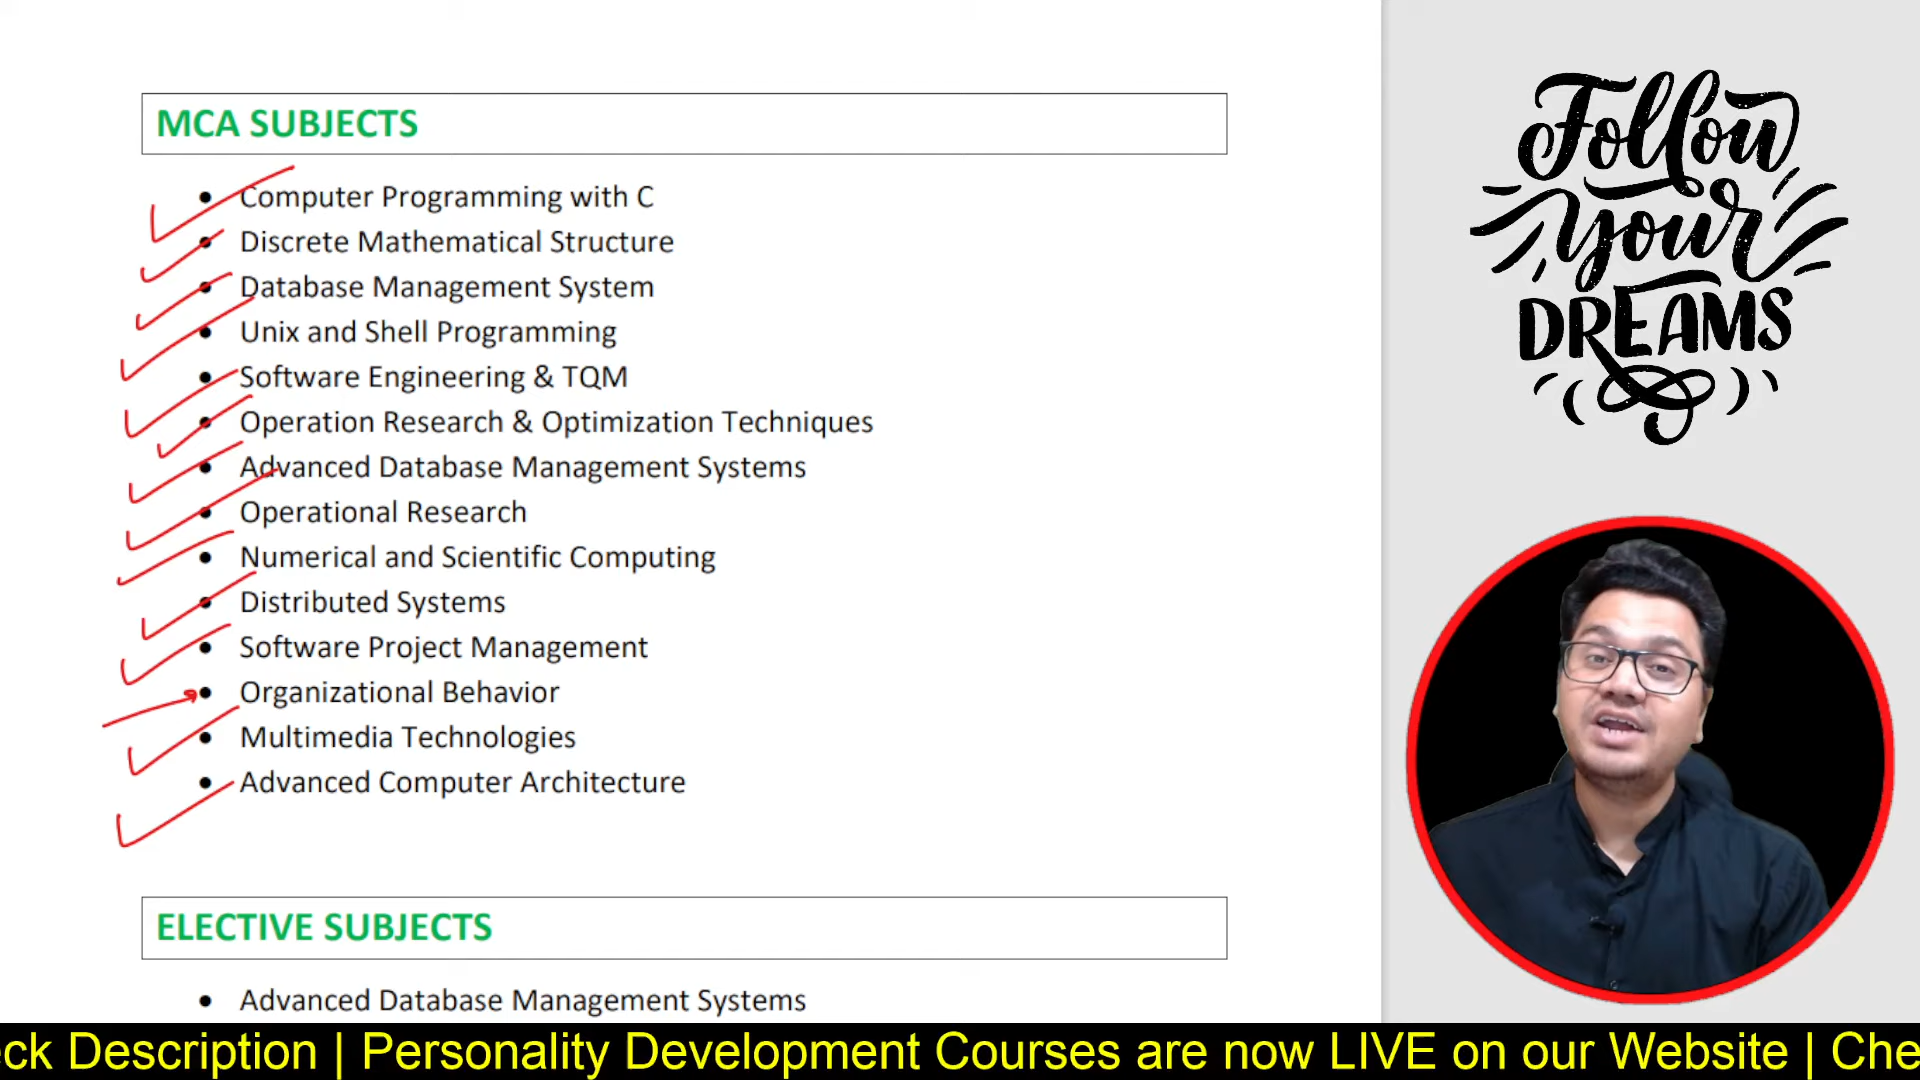 MCA SUBJECTS
• Computer Programming with C
• Discrete Mathematical Structure
• Database Management System
• Unix and Shell Programming
• Software Engineering & TQM
• Operation Research & Optimization Techniques
• Advanced Database Management Systems
• Operational Research
• Numerical and Scientific Computing
• Distributed Systems
• Software Project Management
• Organizational Behavior
• Multimedia Technologies
• Advanced Computer Architecture
ELECTIVE SUBJECTS
• Advanced Database Management Systems
Follow
Your
DREAMS
ck Description | Personality Development Courses are now LIVE on our Website | Che